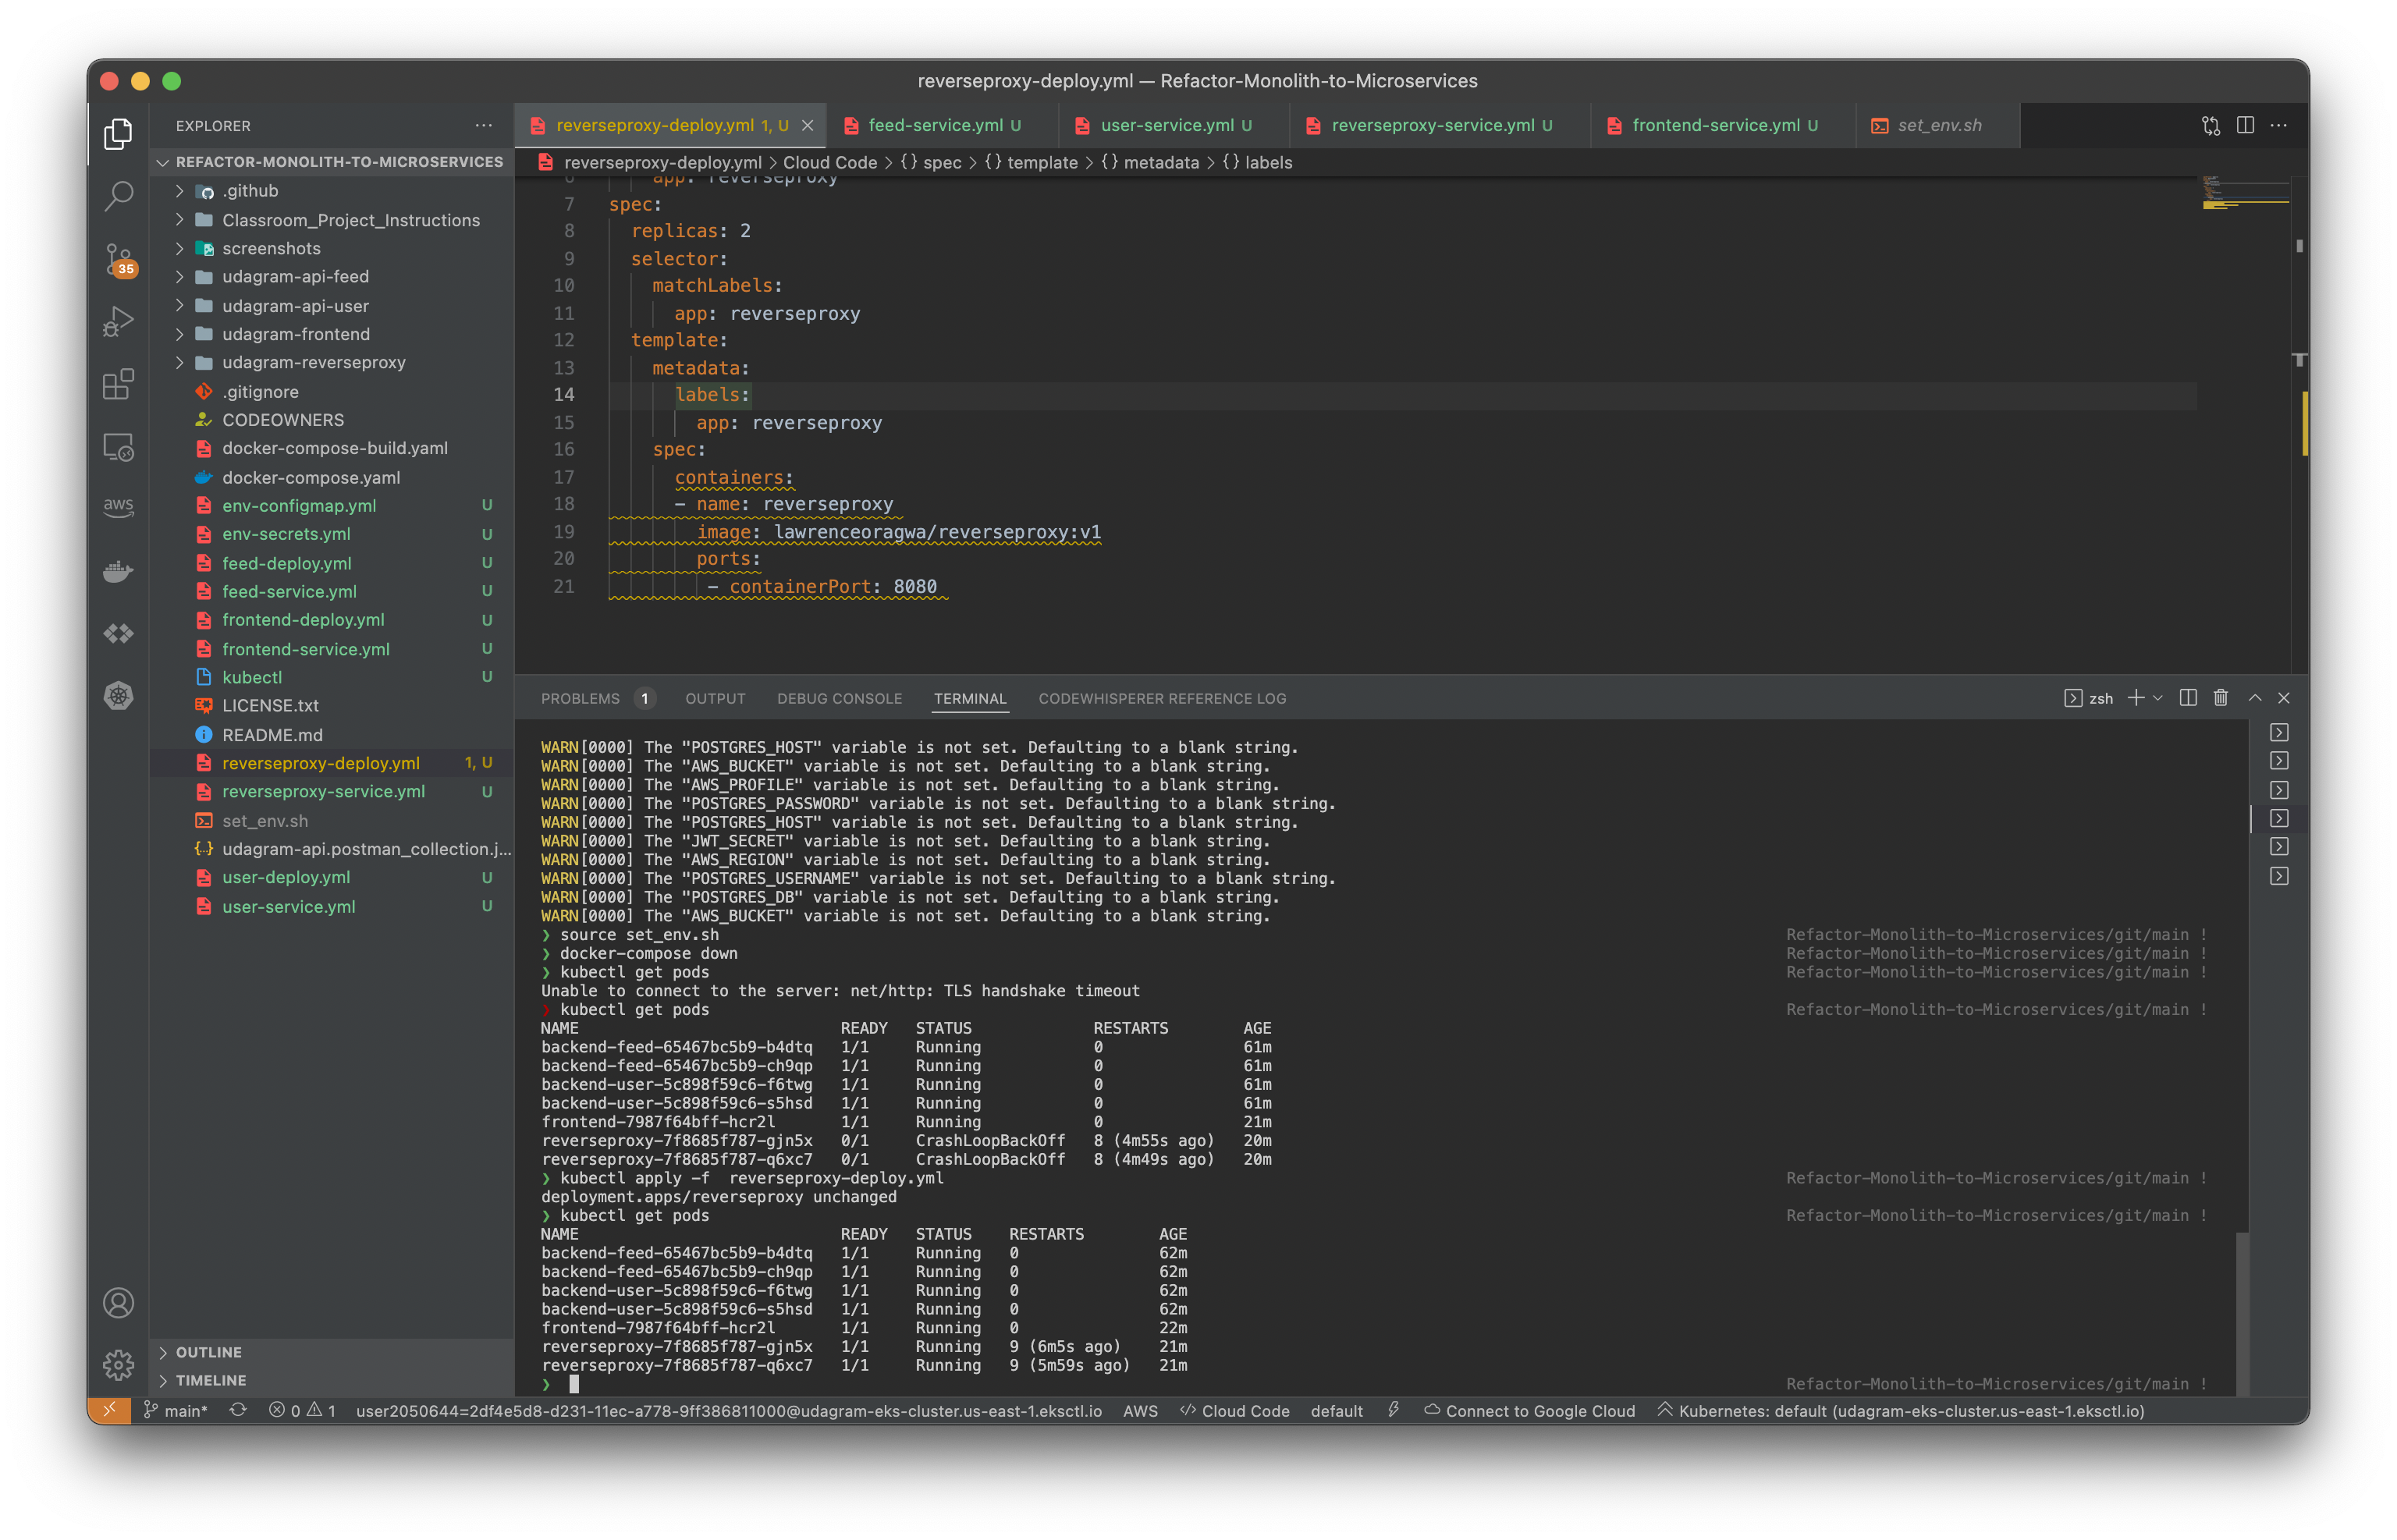 reverseproxy-deploy.yml — Refactor-Monolith-to-Microservices
EXPLORER
REFACTOR-MONOLITH-TO-MICROSERVICES
.github
Classroom_Project_Instructions
screenshots
udagram-api-feed
udagram-api-user
udagram-frontend
udagram-reverseproxy
.gitignore
CODEOWNERS
docker-compose-build.yaml
docker-compose.yaml
env-configmap.yml U
env-secrets.yml U
feed-deploy.yml U
feed-service.yml U
frontend-deploy.yml U
frontend-service.yml U
kubectl U
LICENSE.txt
README.md
reverseproxy-deploy.yml 1, U
reverseproxy-service.yml U
set_env.sh
udagram-api.postman_collection.j...
user-deploy.yml U
user-service.yml U
OUTLINE
TIMELINE
35
aws
reverseproxy-deploy.yml 1, U
feed-service.yml U
user-service.yml U
reverseproxy-service.yml U
frontend-service.yml U
set_env.sh
reverseproxy-deploy.yml > Cloud Code > {} spec > {} template > {} metadata > {} labels
6 app: reverseproxy
7 spec:
8 replicas: 2
9 selector:
10 matchLabels:
11 app: reverseproxy
12 template:
13 metadata:
14 labels:
15 app: reverseproxy
16 spec:
17 containers:
18 - name: reverseproxy
19 image: lawrenceoragwa/reverseproxy:v1
20 ports:
21 - containerPort: 8080
PROBLEMS 1 OUTPUT DEBUG CONSOLE TERMINAL CODEWHISPERER REFERENCE LOG
zsh
WARN[0000] The "POSTGRES_HOST" variable is not set. Defaulting to a blank string.
WARN[0000] The "AWS_BUCKET" variable is not set. Defaulting to a blank string.
WARN[0000] The "AWS_PROFILE" variable is not set. Defaulting to a blank string.
WARN[0000] The "POSTGRES_PASSWORD" variable is not set. Defaulting to a blank string.
WARN[0000] The "POSTGRES_HOST" variable is not set. Defaulting to a blank string.
WARN[0000] The "JWT_SECRET" variable is not set. Defaulting to a blank string.
WARN[0000] The "AWS_REGION" variable is not set. Defaulting to a blank string.
WARN[0000] The "POSTGRES_USERNAME" variable is not set. Defaulting to a blank string.
WARN[0000] The "POSTGRES_DB" variable is not set. Defaulting to a blank string.
WARN[0000] The "AWS_BUCKET" variable is not set. Defaulting to a blank string.
❯ source set_env.sh Refactor-Monolith-to-Microservices/git/main !
❯ docker-compose down Refactor-Monolith-to-Microservices/git/main !
❯ kubectl get pods Refactor-Monolith-to-Microservices/git/main !
Unable to connect to the server: net/http: TLS handshake timeout
❯ kubectl get pods Refactor-Monolith-to-Microservices/git/main !
NAME READY STATUS RESTARTS AGE
backend-feed-65467bc5b9-b4dtq 1/1 Running 0 61m
backend-feed-65467bc5b9-ch9qp 1/1 Running 0 61m
backend-user-5c898f59c6-f6twg 1/1 Running 0 61m
backend-user-5c898f59c6-s5hsd 1/1 Running 0 61m
frontend-7987f64bff-hcr2l 1/1 Running 0 21m
reverseproxy-7f8685f787-gjn5x 0/1 CrashLoopBackOff 8 (4m55s ago) 20m
reverseproxy-7f8685f787-q6xc7 0/1 CrashLoopBackOff 8 (4m49s ago) 20m
❯ kubectl apply -f reverseproxy-deploy.yml Refactor-Monolith-to-Microservices/git/main !
deployment.apps/reverseproxy unchanged
❯ kubectl get pods Refactor-Monolith-to-Microservices/git/main !
NAME READY STATUS RESTARTS AGE
backend-feed-65467bc5b9-b4dtq 1/1 Running 0 62m
backend-feed-65467bc5b9-ch9qp 1/1 Running 0 62m
backend-user-5c898f59c6-f6twg 1/1 Running 0 62m
backend-user-5c898f59c6-s5hsd 1/1 Running 0 62m
frontend-7987f64bff-hcr2l 1/1 Running 0 22m
reverseproxy-7f8685f787-gjn5x 1/1 Running 9 (6m5s ago) 21m
reverseproxy-7f8685f787-q6xc7 1/1 Running 9 (5m59s ago) 21m
❯ Refactor-Monolith-to-Microservices/git/main !
main* 0 1 user2050644=2df4e5d8-d231-11ec-a778-9ff386811000@udagram-eks-cluster.us-east-1.eksctl.io AWS Cloud Code default Connect to Google Cloud Kubernetes: default (udagram-eks-cluster.us-east-1.eksctl.io)